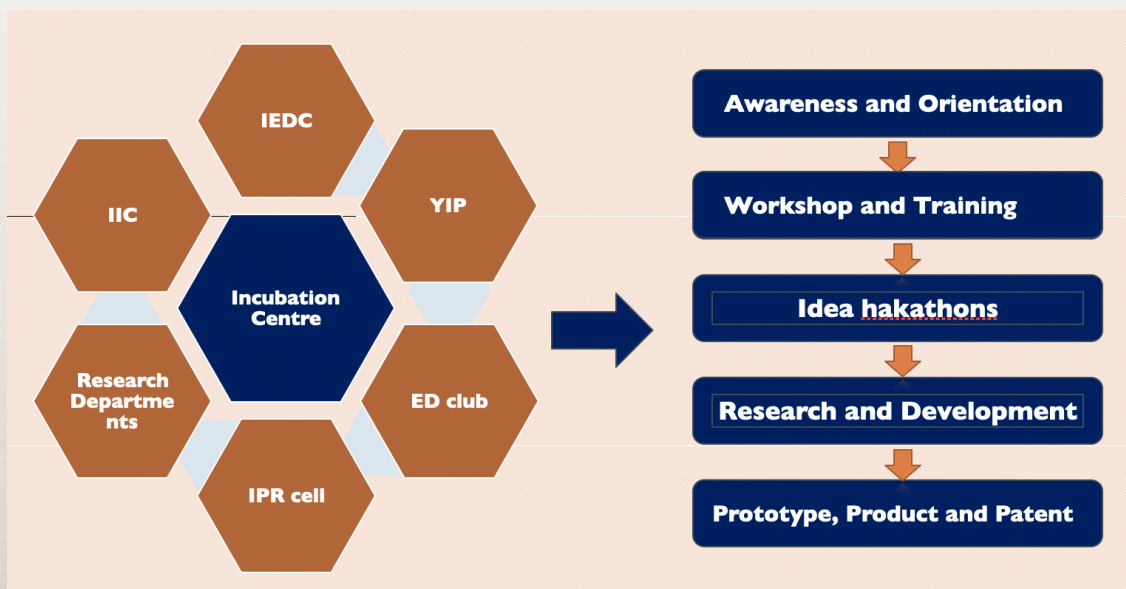 IEDC
IIC
YIP
Incubation
Centre
Research
Departme
nts
ED club
IPR cell
Awareness and Orientation
Workshop and Training
Idea hakathons
Research and Development
Prototype, Product and Patent